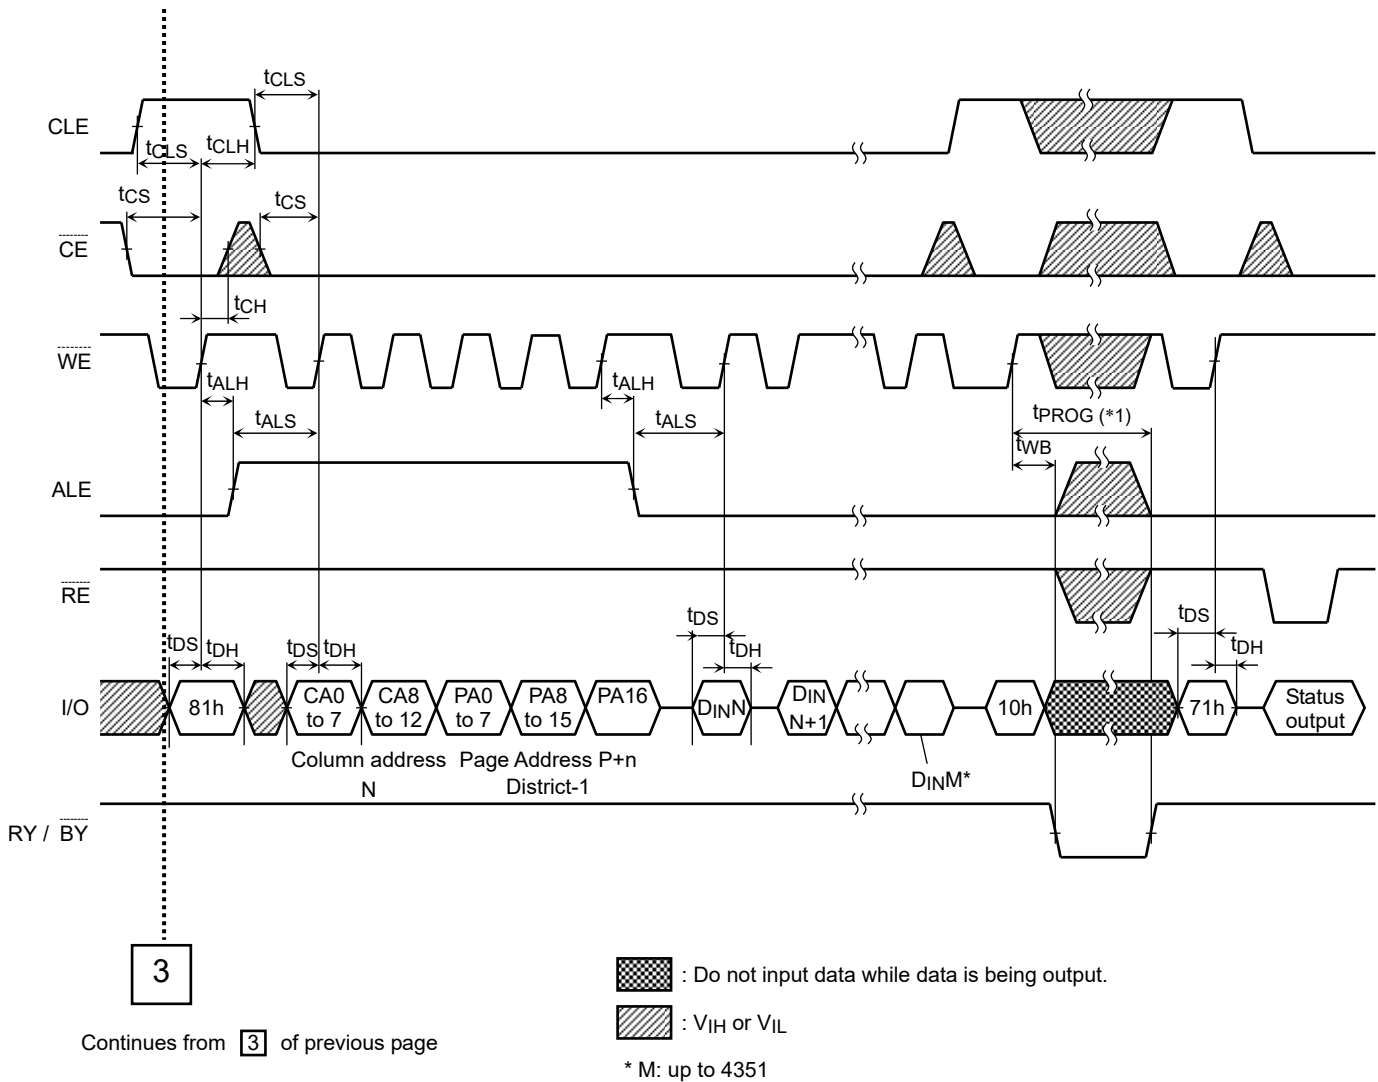 tCLS
CLE
tCLS tCLH
tCS tCS
CE
tCH
WE
tALH tALH
tALS tALS tPROG (*1)
tWB
ALE
RE
tDS tDH tDS tDH tDS tDH tDS tDH
I/O
81h
CA0 to 7
CA8 to 12
PA0 to 7
PA8 to 15
PA16
DINN
DIN N+1
10h
71h
Status output
Column address N
Page Address P+n District-1
DINM*
RY / BY
3
Continues from 3 of previous page
: Do not input data while data is being output.
: VIH or VIL
* M: up to 4351